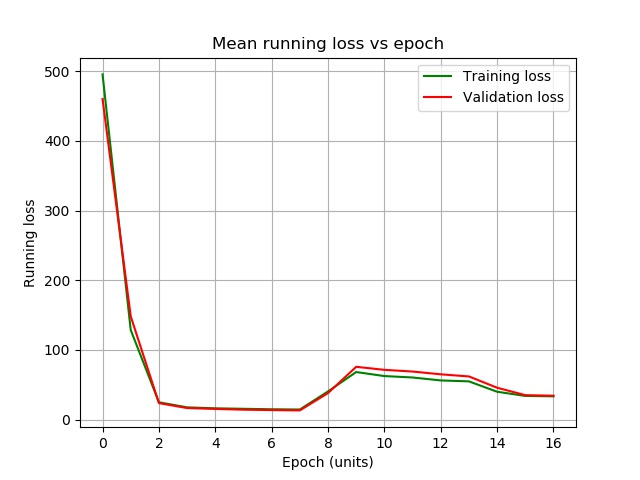 Mean running loss vs epoch
Training loss
Validation loss
500
400
300
200
100
0
Running loss
0 2 4 6 8 10 12 14 16
Epoch (units)